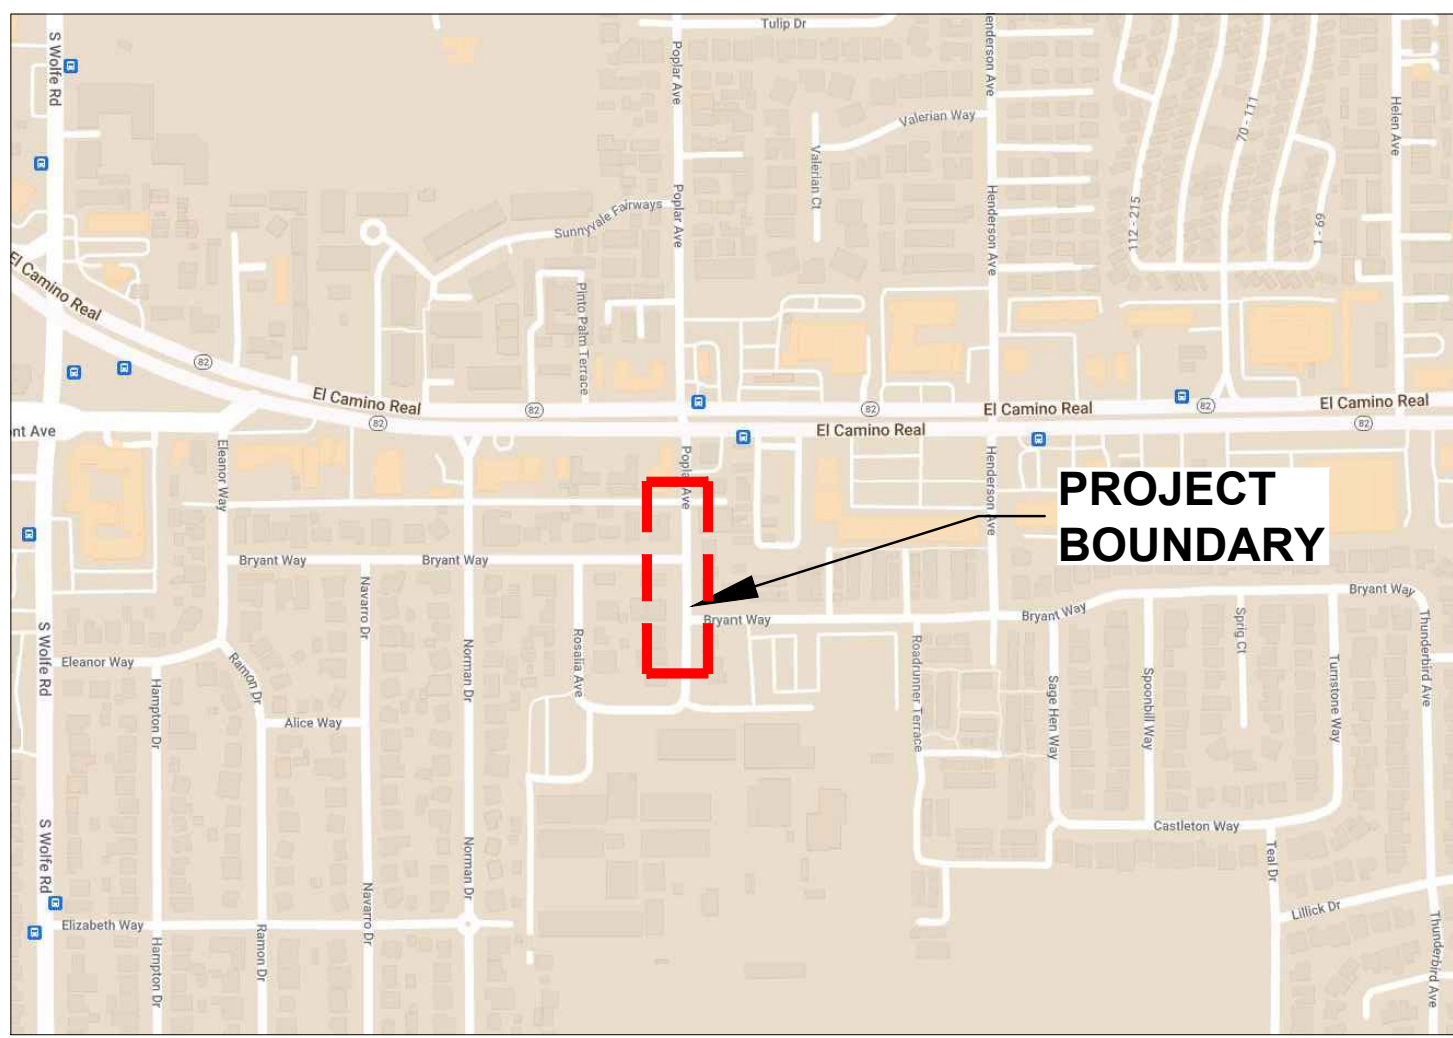 Tulip Dr
S Wolfe Rd
Poplar Ave
enderson Ave
Helen Ave
70 - 111
Valerian Way
Valerian Ct
Poplar Ave
Henderson Ave
112 - 215
1 - 69
Sunnyvale Fairways
El Camino Real
Pinto Palm Terrace
82
El Camino Real
82
82
82
El Camino Real
82
El Camino Real
82
El Camino Real
nt Ave
Eleanor Way
Poplar Ave
Henderson Ave
PROJECT
BOUNDARY
Bryant Way
Bryant Way
Navarro Dr
Bryant Way
Bryant Way
Bryant Way
Thunderbird Ave
S Wolfe Rd
Eleanor Way
Ramon Dr
Hampton Dr
Norman Dr
Rosalia Ave
Roadrunner Terrace
Sage Hen Way
Spoonbill Way
Sprig Ct
Turnstone Way
Alice Way
Castleton Way
S Wolfe Rd
Norman Dr
Teal Dr
Navarro Dr
Lillick Dr
Elizabeth Way
Hampton Dr
Ramon Dr
Thunderbird Ave